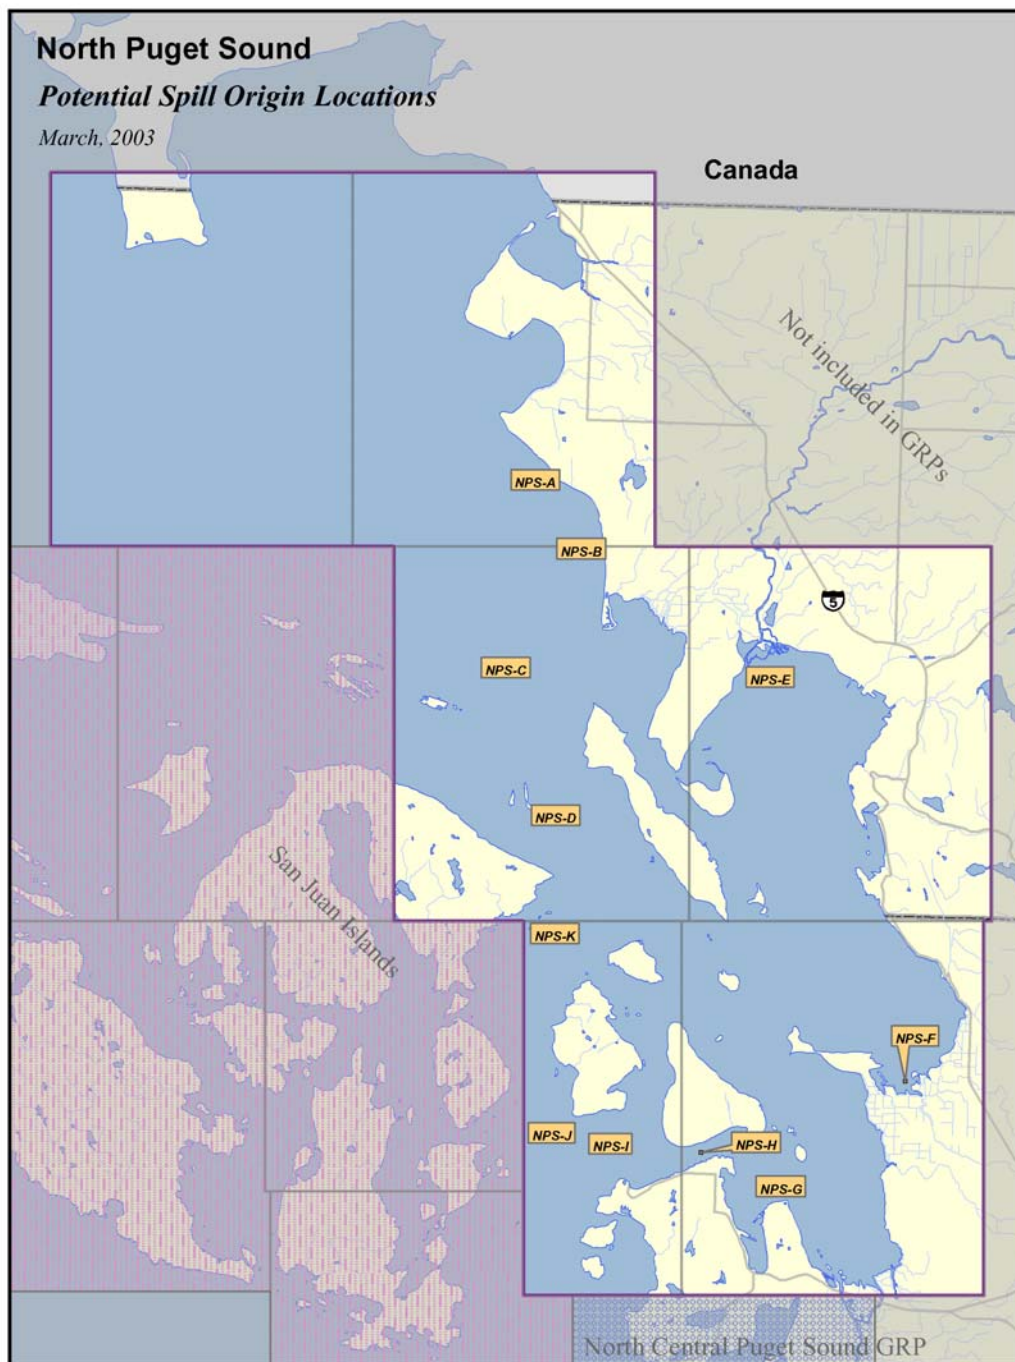 North Puget Sound
Potential Spill Origin Locations
March, 2003
Canada
Not included in GRPs
NPS-A
NPS-B
5
NPS-C
NPS-E
NPS-D
San Juan Islands
NPS-K
NPS-F
NPS-J
NPS-I
NPS-H
NPS-G
North Central Puget Sound GRP